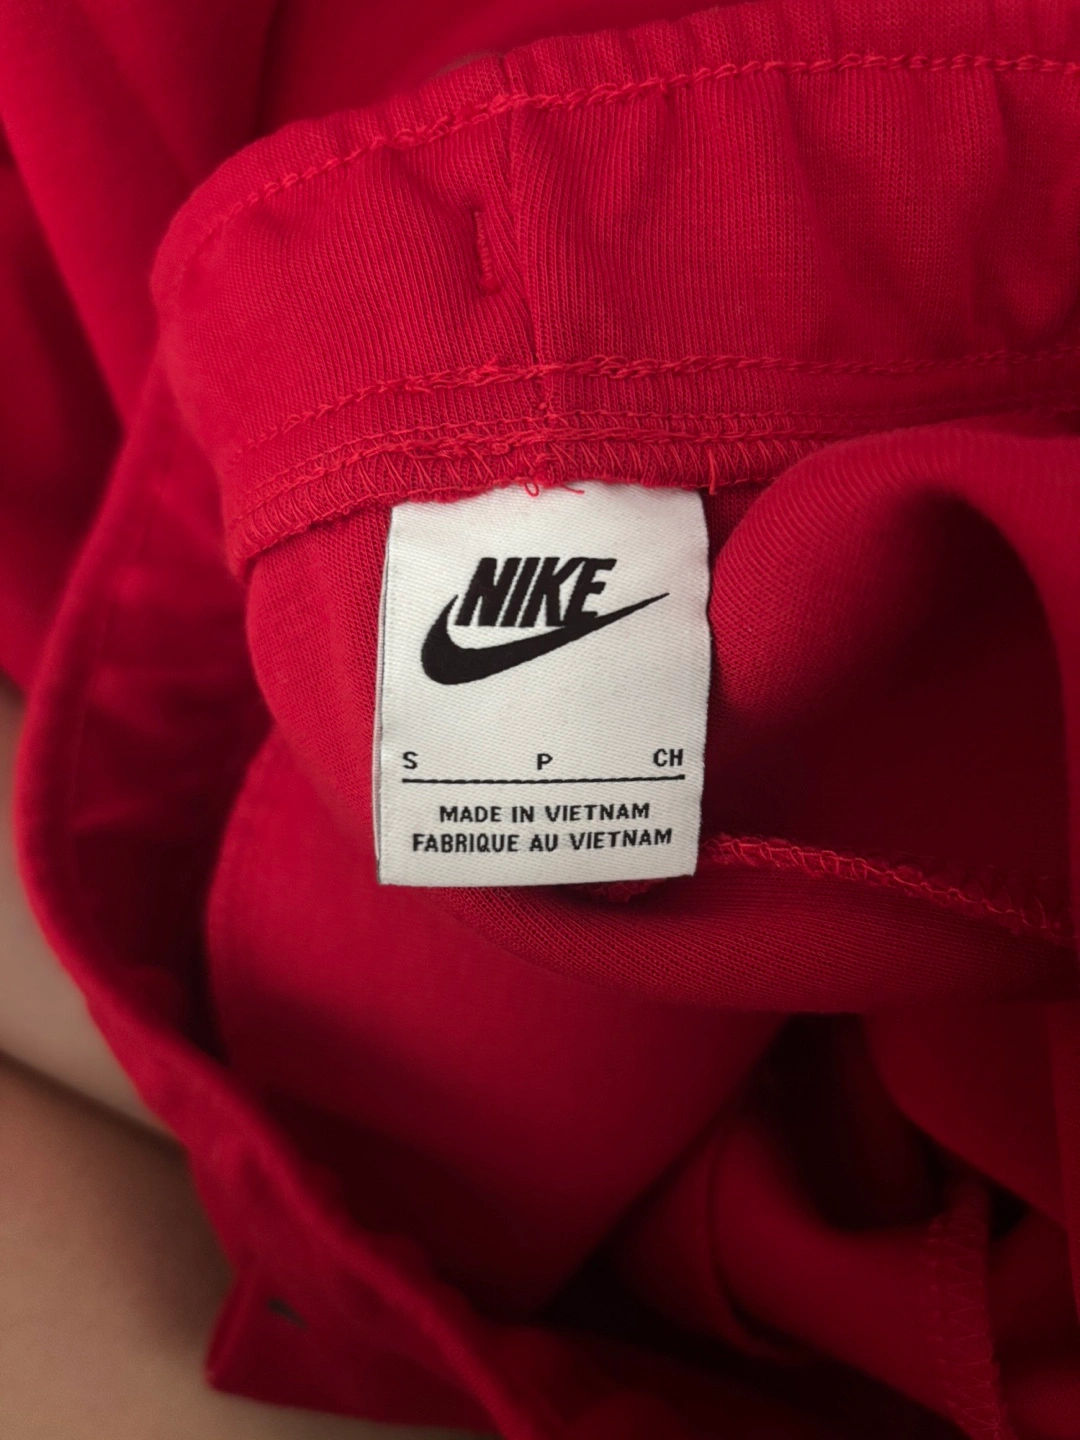 NIKE
S P CH
MADE IN VIETNAM
FABRIQUE AU VIETNAM